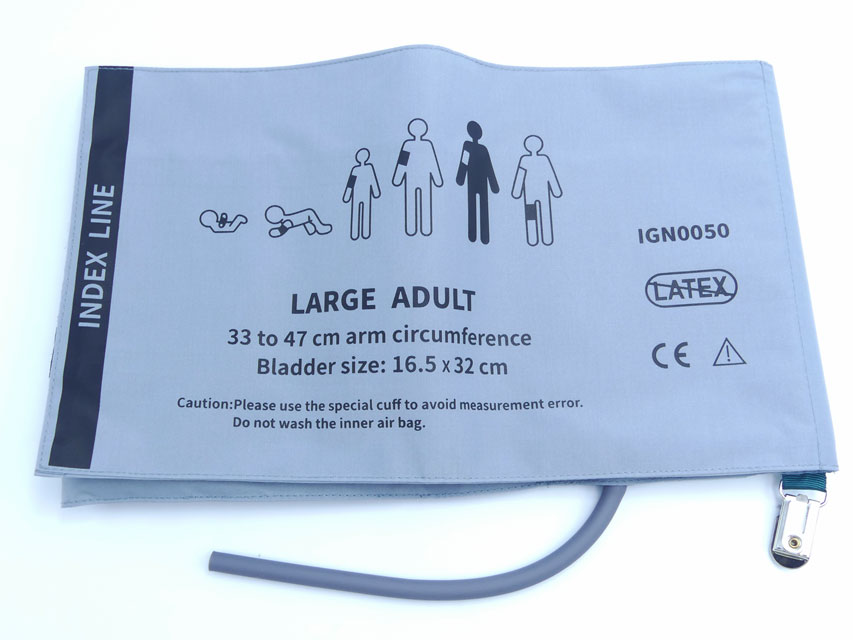 INDEX LINE
IGN0050
LATEX
LARGE ADULT
33 to 47 cm arm circumference
Bladder size: 16.5 x 32 cm
CE
Caution:Please use the special cuff to avoid measurement error.
Do not wash the inner air bag.